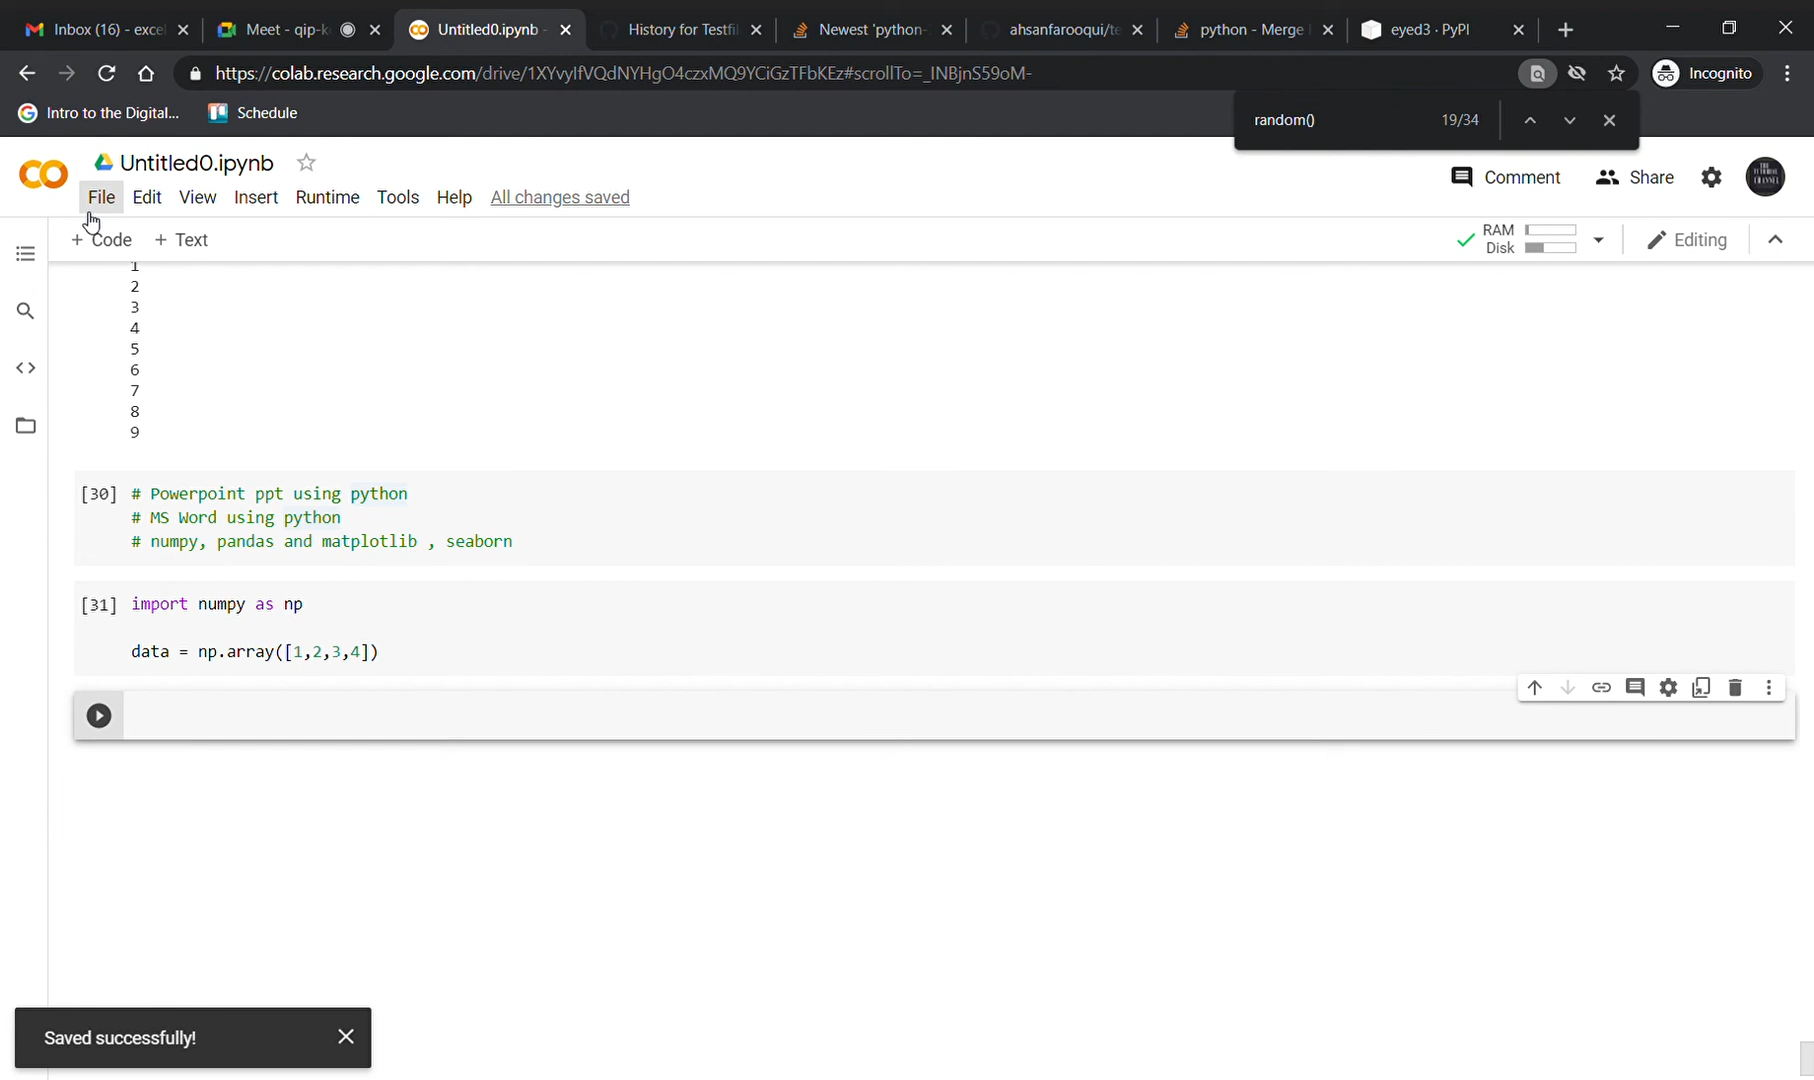 Inbox (16) - exce
Meet - qip-k
Untitled0.ipynb -
History for Testfi
Newest 'python-
ahsanfarooqui/te
python - Merge
eyed3 · PyPI
https://colab.research.google.com/drive/1XYvyIfVQdNYHgO4czxMQ9YCiGzTFbKEz#scrollTo=_INBjnS59oM-
Incognito
Intro to the Digital...
Schedule
random()
19/34
Untitled0.ipynb
Comment
Share
File Edit View Insert Runtime Tools Help All changes saved
+ Code + Text
RAM
Disk
Editing
1
2
3
4
5
6
7
8
9
[30] # Powerpoint ppt using python
# MS Word using python
# numpy, pandas and matplotlib , seaborn
[31] import numpy as np
data = np.array([1,2,3,4])
Saved successfully!